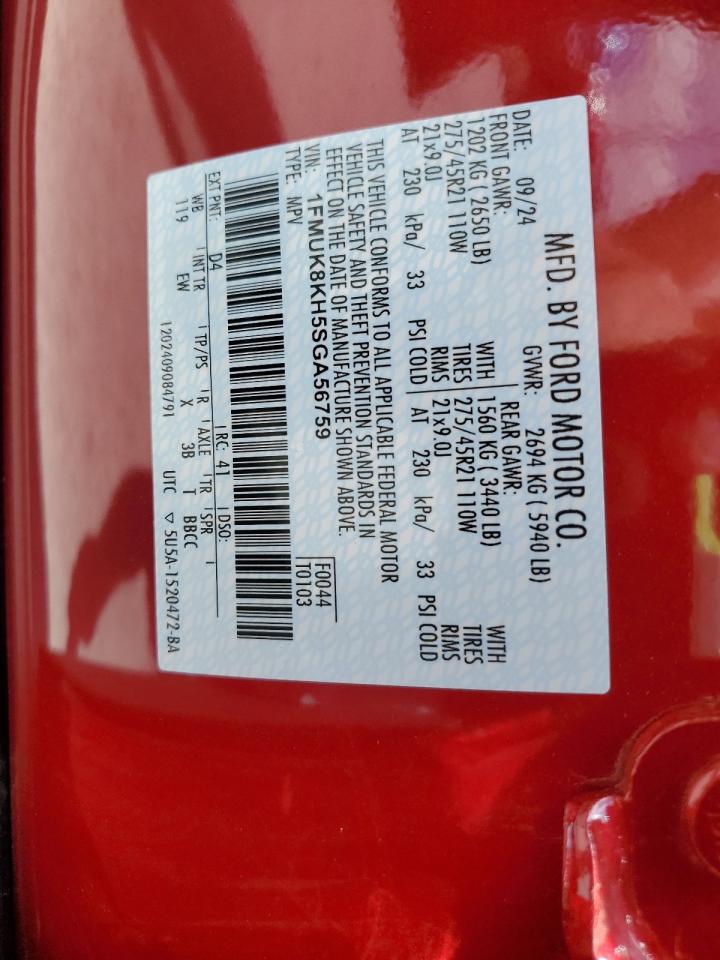 MFD. BY FORD MOTOR CO.
DATE: 09/24 GVWR: 2694 KG ( 5940 LB)
FRONT GAWR: REAR GAWR:
1202 KG ( 2650 LB) WITH 1560 KG ( 3440 LB) WITH
275/45R21 110W TIRES 275/45R21 110W TIRES
21x9.0J RIMS 21x9.0J RIMS
AT 230 kPa/ 33 PSI COLD AT 230 kPa/ 33 PSI COLD
THIS VEHICLE CONFORMS TO ALL APPLICABLE FEDERAL MOTOR
VEHICLE SAFETY AND THEFT PREVENTION STANDARDS IN
EFFECT ON THE DATE OF MANUFACTURE SHOWN ABOVE.
VIN: 1FMUK8KH5SGA56759 F0044
TYPE: MPV T0103
EXT PNT: D4 RC: 41 DSO:
WB INT TR TP/PS R AXLE TR SPR
119 EW X 3B T BBCC
1202409084791 UTC ▽ 5U5A-1520472-BA